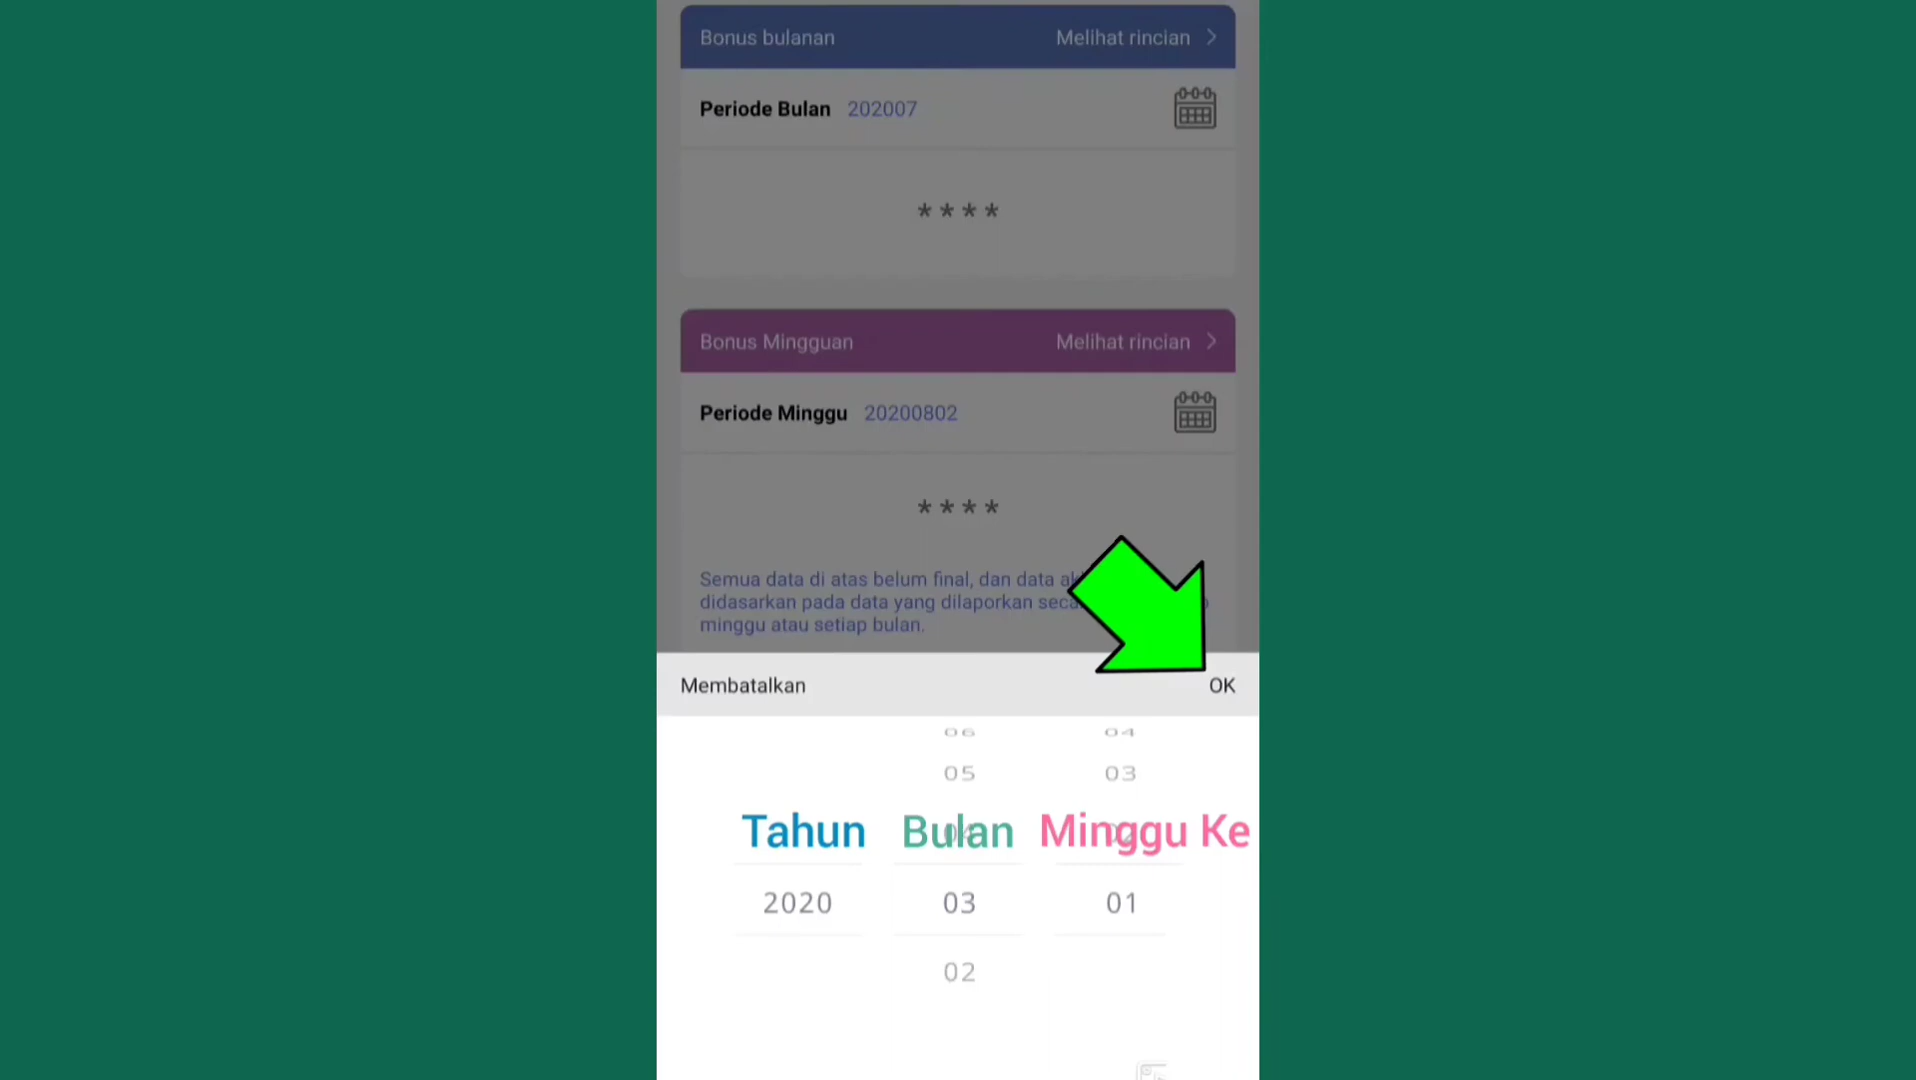 Bonus bulanan Melihat rincian
Periode Bulan 202007
****
Bonus Mingguan Melihat rincian
Periode Minggu 20200802
****
Semua data di atas belum final, dan data
didasarkan pada data yang dilaporkan
minggu atau setiap bulan.
Membatalkan OK
06 04
05 03
Tahun Bulan Minggu Ke
2020 03 01
02